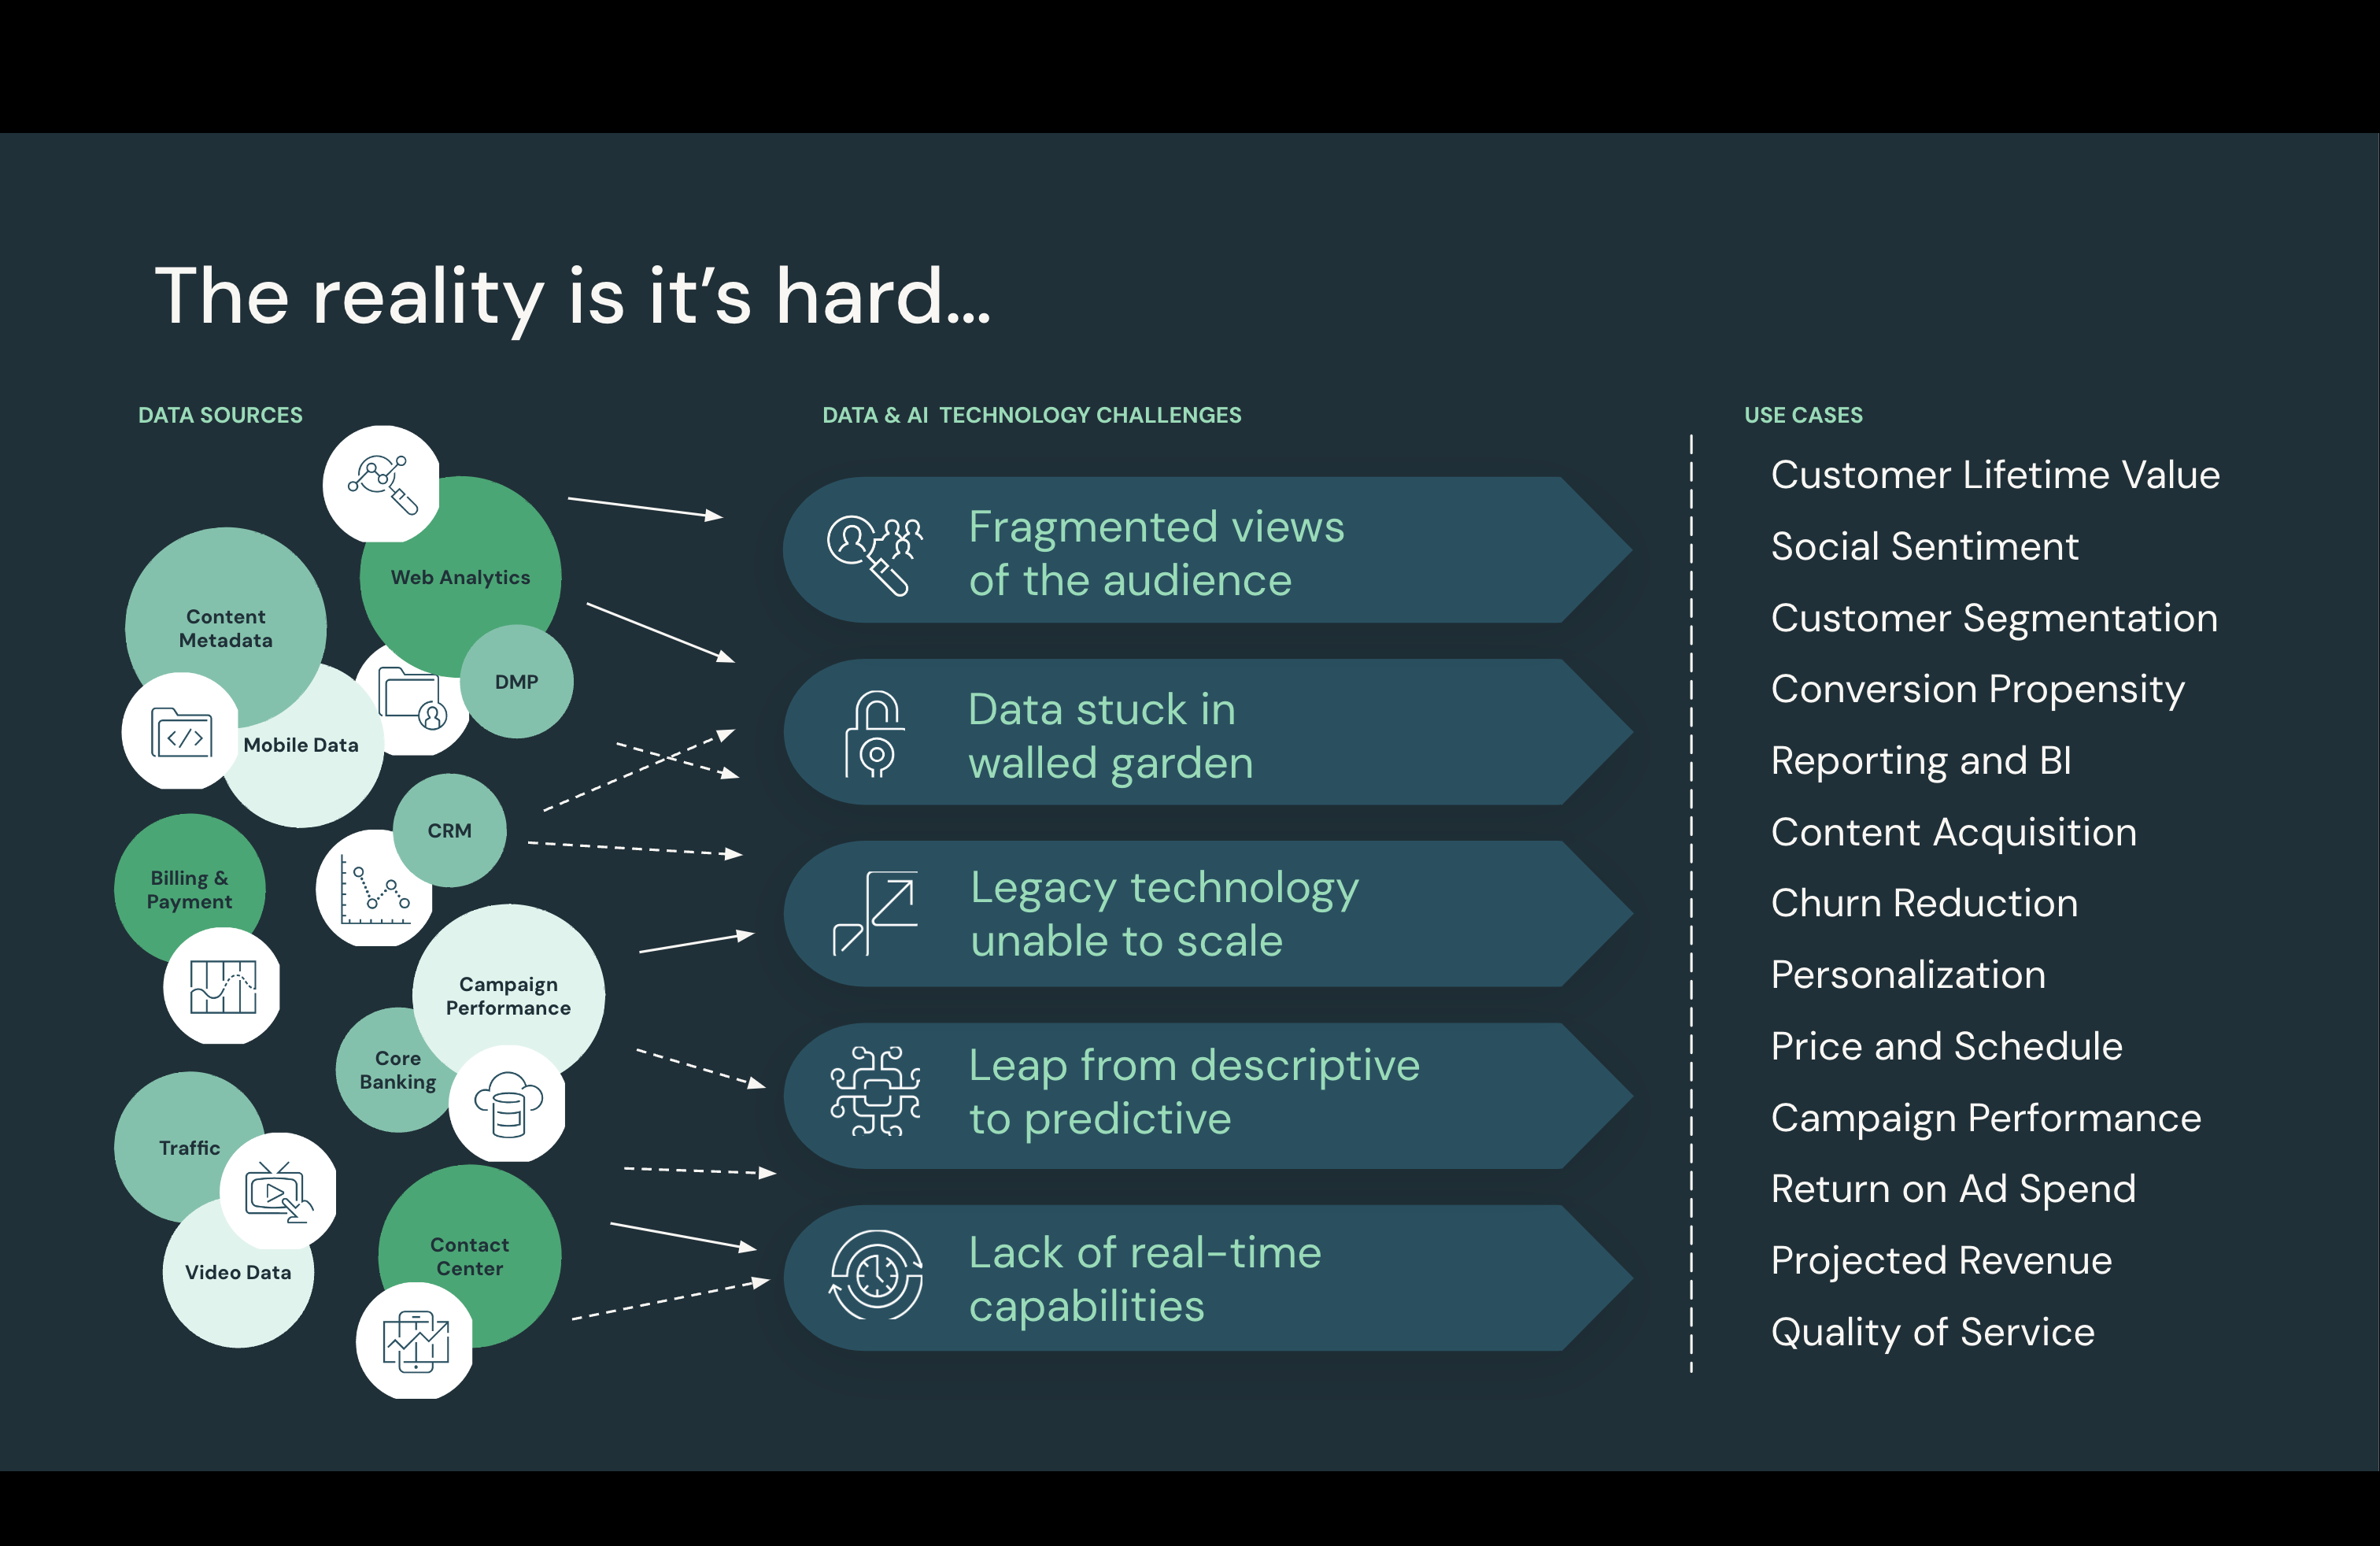 The reality is it’s hard...
DATA SOURCES
Web Analytics
Content
Metadata
DMP
Mobile Data
CRM
Billing &
Payment
Campaign
Performance
Core
Banking
Traffic
Contact
Center
Video Data
DATA & AI  TECHNOLOGY CHALLENGES
Fragmented views
of the audience
Data stuck in
walled garden
Legacy technology
unable to scale
Leap from descriptive
to predictive
Lack of real-time
capabilities
USE CASES
Customer Lifetime Value
Social Sentiment
Customer Segmentation
Conversion Propensity
Reporting and BI
Content Acquisition
Churn Reduction
Personalization
Price and Schedule
Campaign Performance
Return on Ad Spend
Projected Revenue
Quality of Service